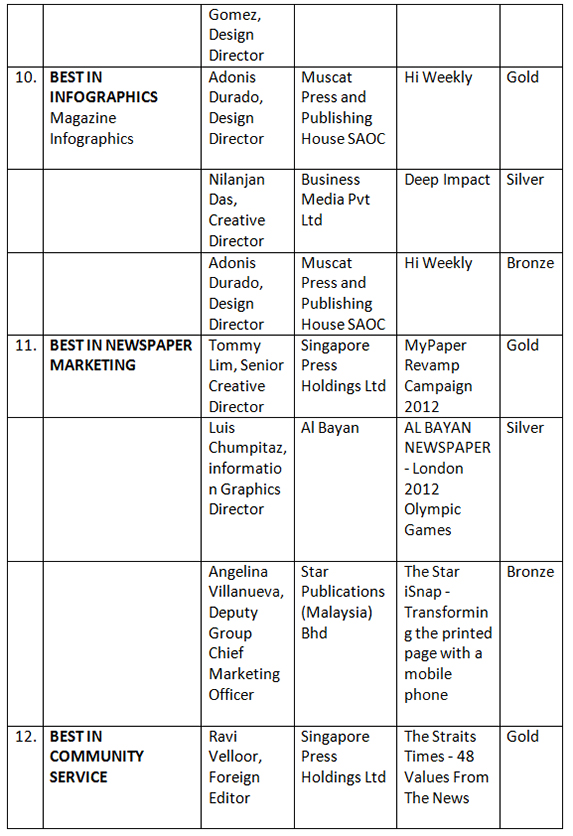 Gomez,
Design
Director
10.
BEST IN
INFOGRAPHICS
Magazine
Infographics
Adonis
Durado,
Design
Director
Muscat
Press and
Publishing
House SAOC
Hi Weekly
Gold
Nilanjan
Das,
Creative
Director
Business
Media Pvt
Ltd
Deep Impact
Silver
Adonis
Durado,
Design
Director
Muscat
Press and
Publishing
House SAOC
Hi Weekly
Bronze
11.
BEST IN NEWSPAPER
MARKETING
Tommy
Lim, Senior
Creative
Director
Singapore
Press
Holdings Ltd
MyPaper
Revamp
Campaign
2012
Gold
Luis
Chumpitaz,
informatio
n Graphics
Director
Al Bayan
AL BAYAN
NEWSPAPER
- London
2012
Olympic
Games
Silver
Angelina
Villanueva,
Deputy
Group
Chief
Marketing
Officer
Star
Publications
(Malaysia)
Bhd
The Star
iSnap -
Transformin
g the printed
page with a
mobile
phone
Bronze
12.
BEST IN
COMMUNITY
SERVICE
Ravi
Velloor,
Foreign
Editor
Singapore
Press
Holdings Ltd
The Straits
Times - 48
Values From
The News
Gold